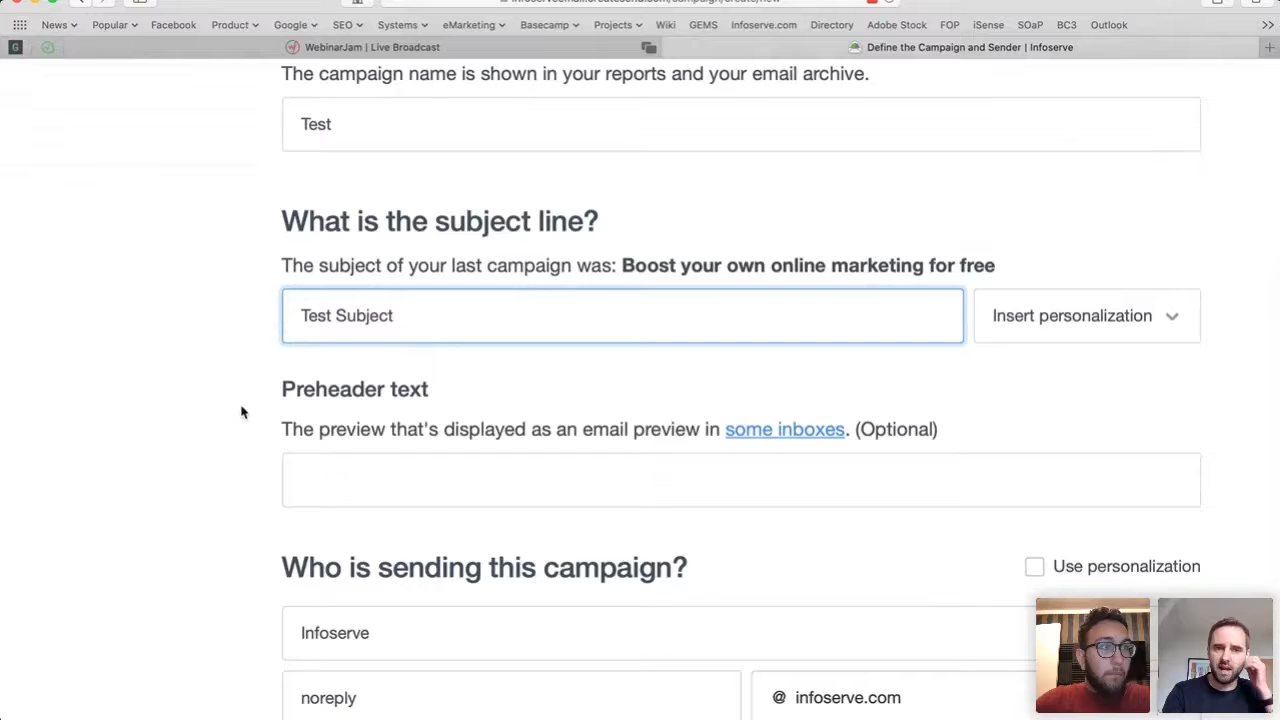 News Popular Facebook Product Google SEO Systems eMarketing Basecamp Projects Wiki GEMS Infoserve.com Directory Adobe Stock FOP iSense SOaP BC3 Outlook
G WebinarJam | Live Broadcast Define the Campaign and Sender | Infoserve
The campaign name is shown in your reports and your email archive.
Test
What is the subject line?
The subject of your last campaign was: Boost your own online marketing for free
Test Subject Insert personalization
Preheader text
The preview that's displayed as an email preview in some inboxes. (Optional)
Who is sending this campaign? Use personalization
Infoserve
noreply @ infoserve.com